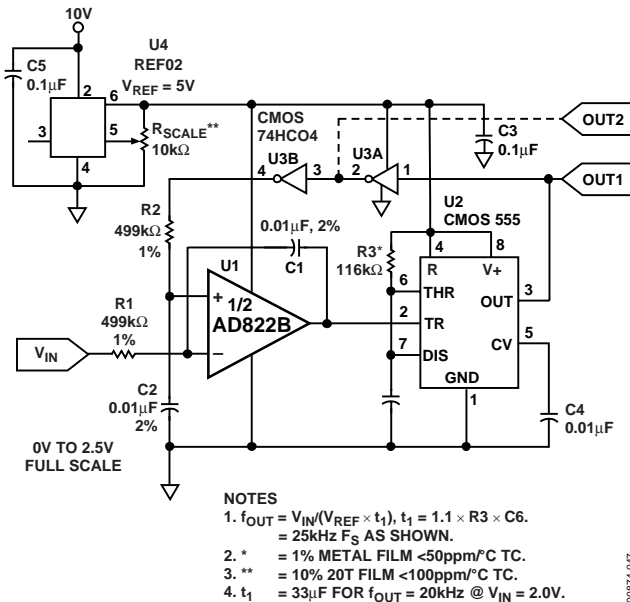 10V
U4
REF02
C5
0.1μF
VREF = 5V
2
6
3
5
4
RSCALE**
10kΩ
CMOS
74HCO4
U3B
U3A
4
3
2
1
C3
0.1μF
OUT2
OUT1
U2
CMOS 555
R2
499kΩ
1%
0.01μF, 2%
C1
R3*
116kΩ
4
8
R
V+
6
THR
OUT
3
U1
+
1/2
AD822B
–
2
TR
R1
499kΩ
1%
VIN
7
DIS
CV
5
GND
1
C2
0.01μF
2%
C4
0.01μF
0V TO 2.5V
FULL SCALE
NOTES
1. fOUT = VIN/(VREF × t1), t1 = 1.1 × R3 × C6.
= 25kHz FS AS SHOWN.
2. * = 1% METAL FILM <50ppm/°C TC.
3. ** = 10% 20T FILM <100ppm/°C TC.
4. t1 = 33μF FOR fOUT = 20kHz @ VIN = 2.0V.
00874-047